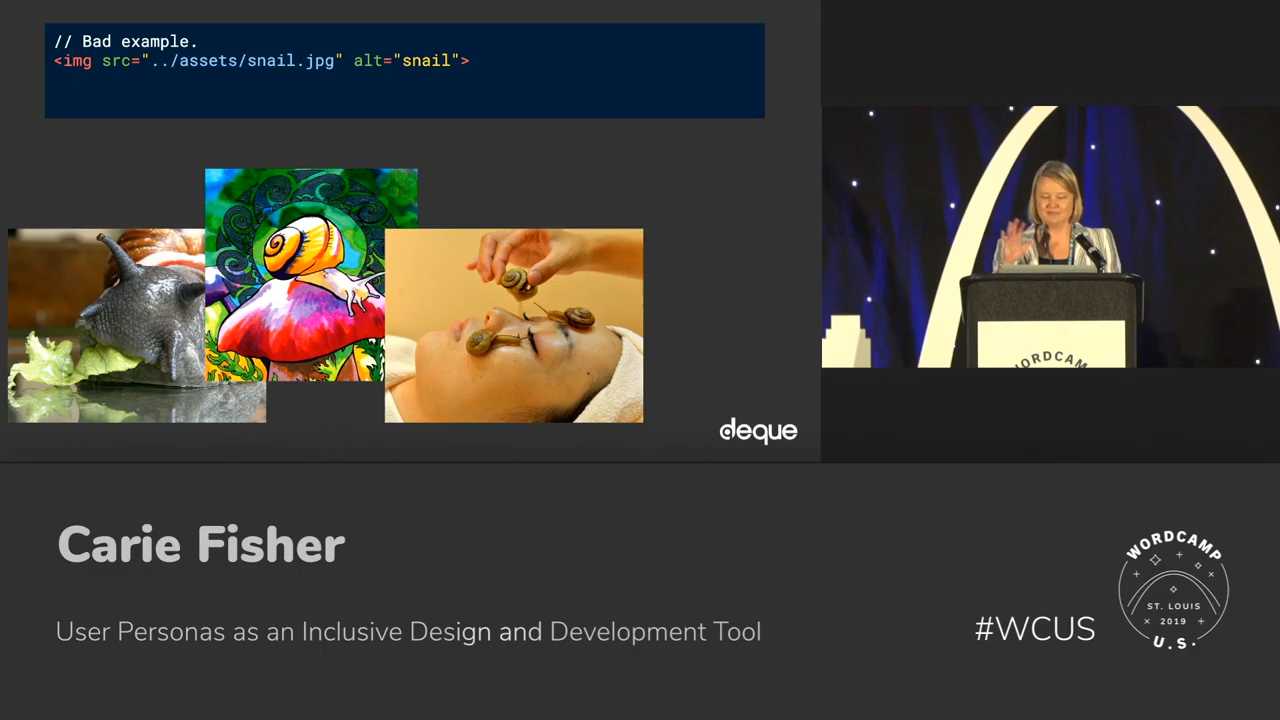 // Bad example.
<img src="../assets/snail.jpg" alt="snail">
deque
WORDCAMP
Carie Fisher
User Personas as an Inclusive Design and Development Tool
#WCUS
WORDCAMP
ST. LOUIS
2019
U.S.